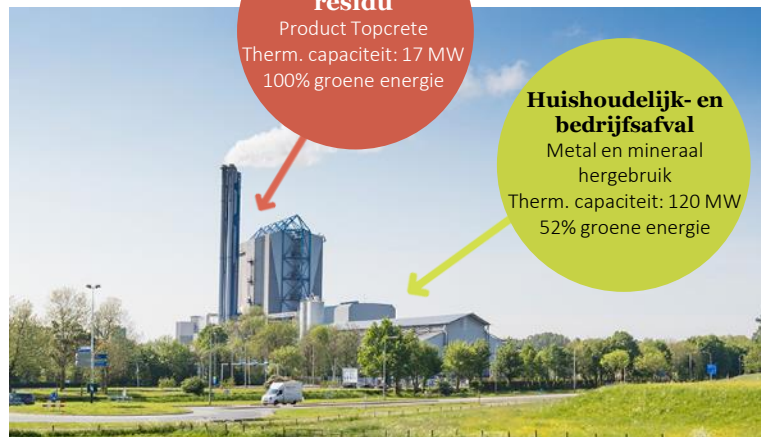 residu
Product Topcrete
Therm. capaciteit: 17 MW
100% groene energie
Huishoudelijk- en
bedrijfsafval
Metal en mineraal
hergebruik
Therm. capaciteit: 120 MW
52% groene energie